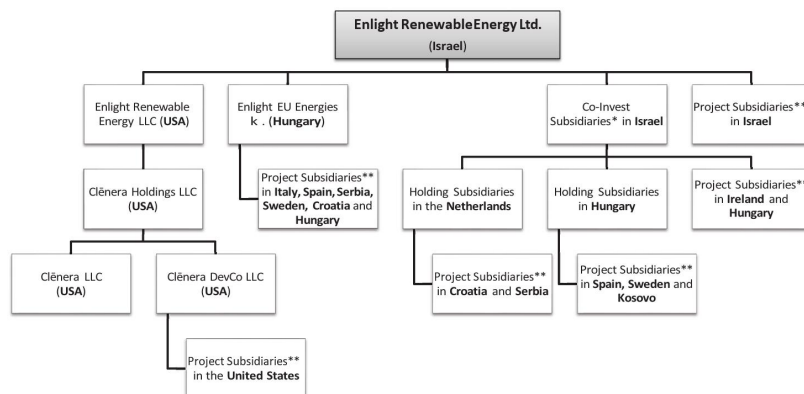 Enlight RenewableEnergy Ltd.
(Israel)
Enlight Renewable
Energy LLC (USA)
Enlight EU Energies
k . (Hungary)
Co-Invest
Subsidiaries* in Israel
Project Subsidiaries**
in Israel
Clēnera Holdings LLC
(USA)
Project Subsidiaries**
in Italy, Spain, Serbia,
Sweden, Croatia and
Hungary
Holding Subsidiaries
in the Netherlands
Holding Subsidiaries
in Hungary
Project Subsidiaries**
in Ireland and
Hungary
Clēnera LLC
(USA)
Clēnera DevCo LLC
(USA)
Project Subsidiaries**
in Croatia and Serbia
Project Subsidiaries**
in Spain, Sweden and
Kosovo
Project Subsidiaries**
in the United States